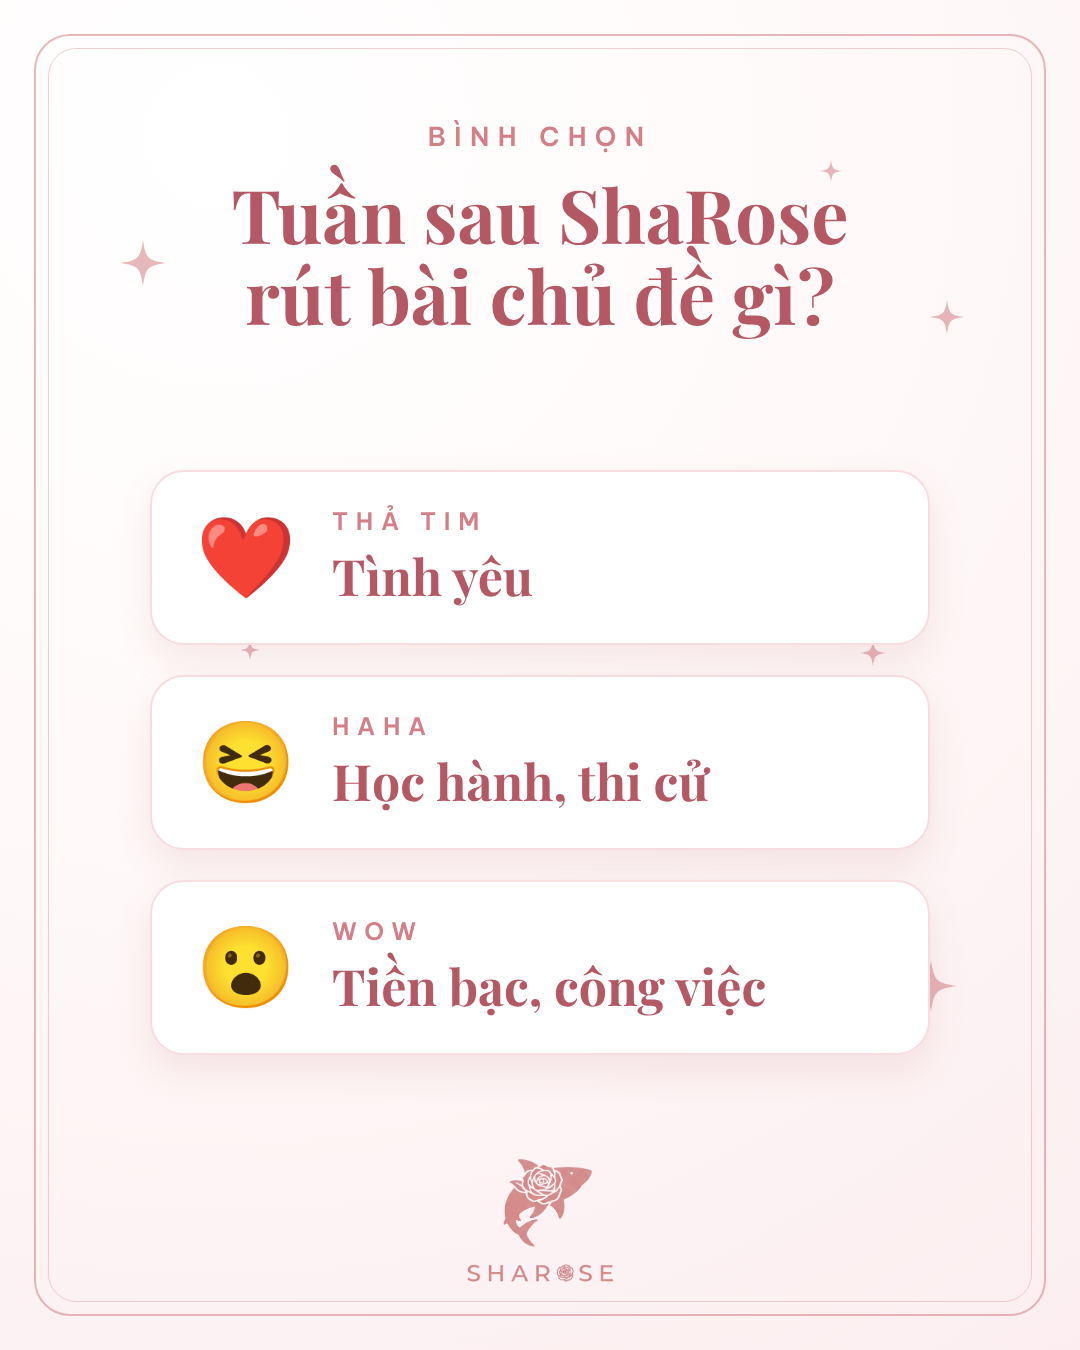 BÌNH CHỌN
Tuần sau ShaRose
rút bài chủ đề gì?
THẢ TIM
Tình yêu
HAHA
Học hành, thi cử
WOW
Tiền bạc, công việc
SHAROSE